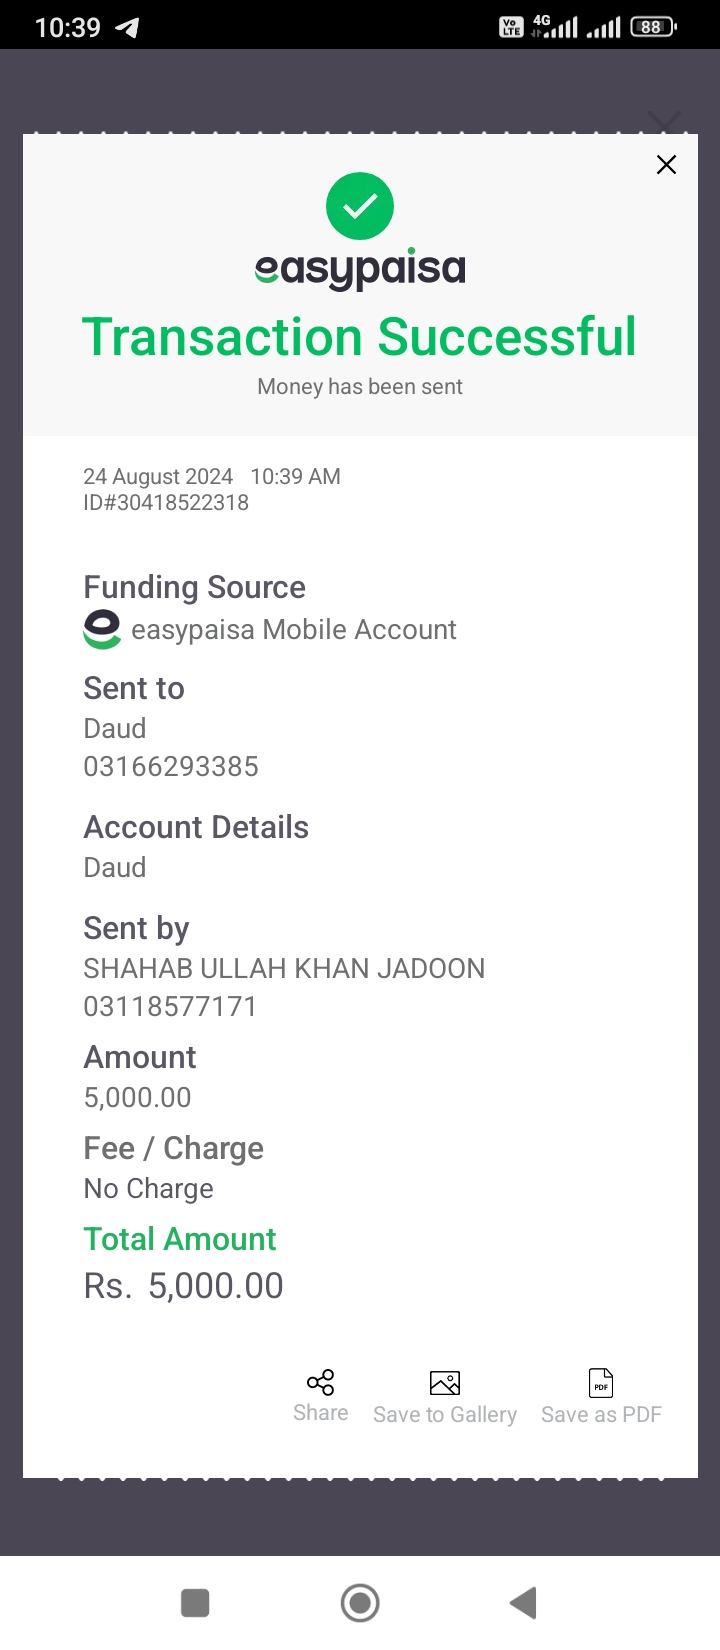 10:39
Vo LTE 4G 88
easypaisa
Transaction Successful
Money has been sent
24 August 2024 10:39 AM
ID#30418522318
Funding Source
easypaisa Mobile Account
Sent to
Daud
03166293385
Account Details
Daud
Sent by
SHAHAB ULLAH KHAN JADOON
03118577171
Amount
5,000.00
Fee / Charge
No Charge
Total Amount
Rs. 5,000.00
PDF
Share Save to Gallery Save as PDF